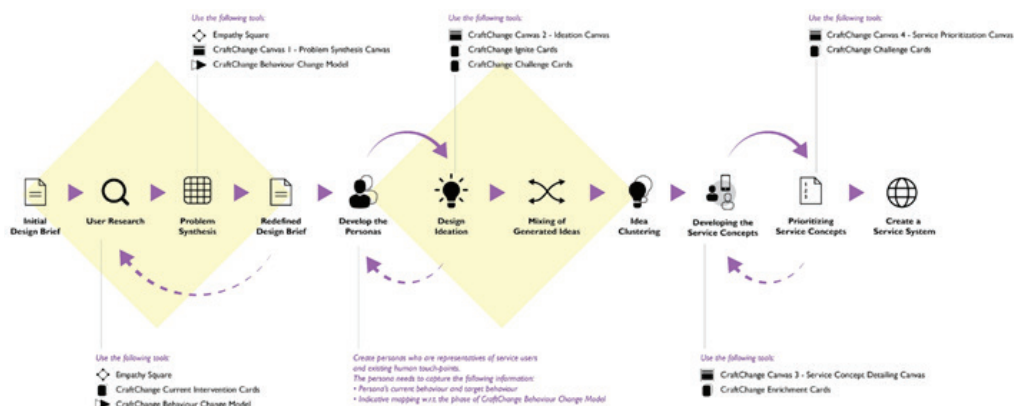 Use the following tools:
Empathy Square
CraftChange Canvas 1 - Problem Synthesis Canvas
CraftChange Behaviour Change Model
Use the following tools:
CraftChange Canvas 2 - Ideation Canvas
CraftChange Ignite Cards
CraftChange Challenge Cards
Use the following tools:
CraftChange Canvas 4 - Service Prioritization Canvas
CraftChange Challenge Cards
Initial
Design Brief
User Research
Problem
Synthesis
Redefined
Design Brief
Develop the
Personas
Design
Ideation
Mixing of
Generated Ideas
Idea
Clustering
Developing the
Service Concepts
Prioritizing
Service Concepts
Create a
Service System
Use the following tools:
Empathy Square
CraftChange Current Intervention Cards
CraftChange Behaviour Change Model
Create personas who are representatives of service users
and existing human touch-points.
The persona needs to capture the following information:
• Persona's current behaviour and target behaviour
• Indicative mapping w.r.t. the phase of CraftChange Behaviour Change Model
Use the following tools:
CraftChange Canvas 3 - Service Concept Detailing Canvas
CraftChange Enrichment Cards